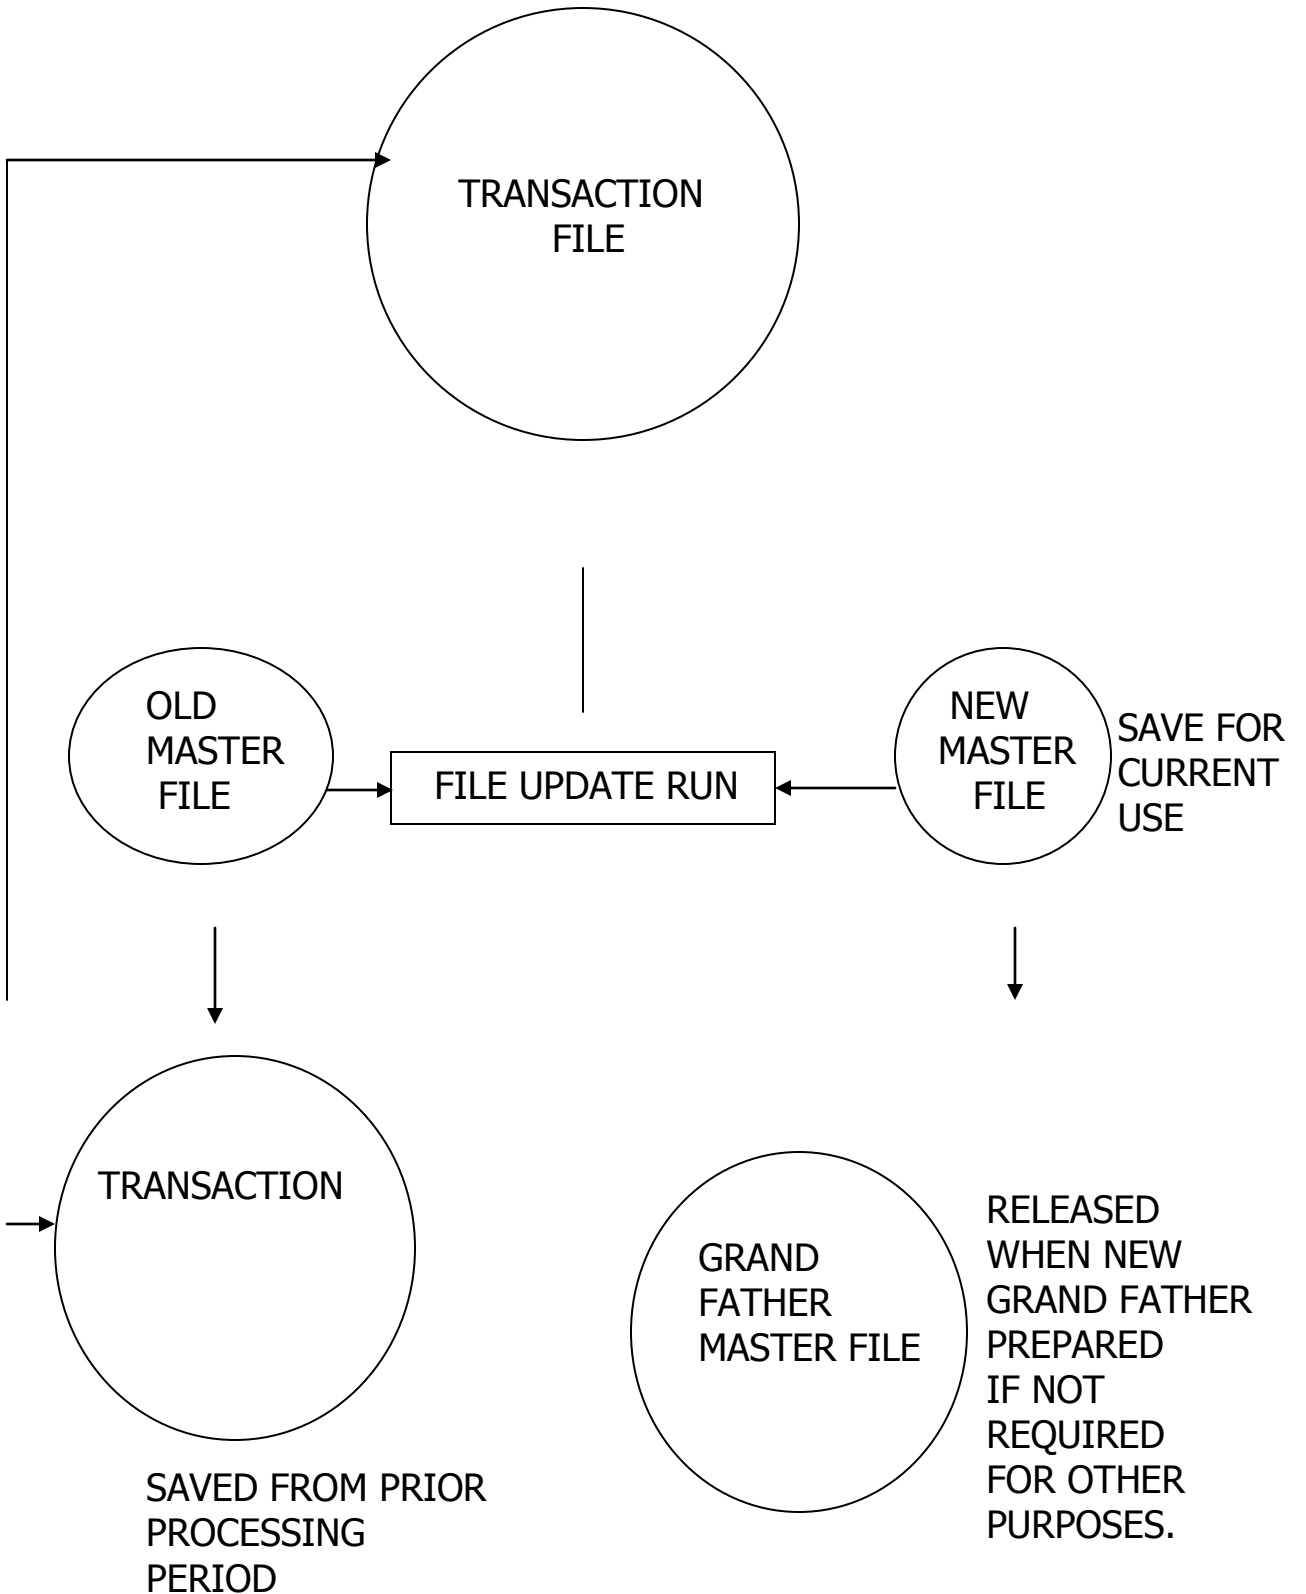 TRANSACTION
FILE
OLD
MASTER
FILE
FILE UPDATE RUN
NEW
MASTER
FILE
SAVE FOR
CURRENT
USE
TRANSACTION
SAVED FROM PRIOR
PROCESSING
PERIOD
GRAND
FATHER
MASTER FILE
RELEASED
WHEN NEW
GRAND FATHER
PREPARED
IF NOT
REQUIRED
FOR OTHER
PURPOSES.